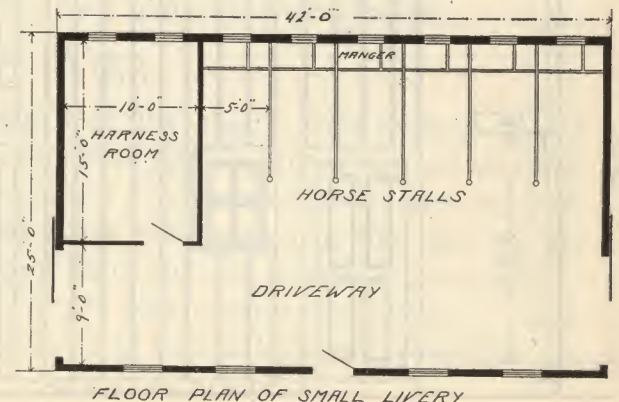 42'-0"
MANGER
10'-0"
5'-0"
HARNESS
ROOM
15'-0"
HORSE STALLS
25'-0"
DRIVEWAY
9'-0"
FLOOR PLAN OF SMALL LIVERY